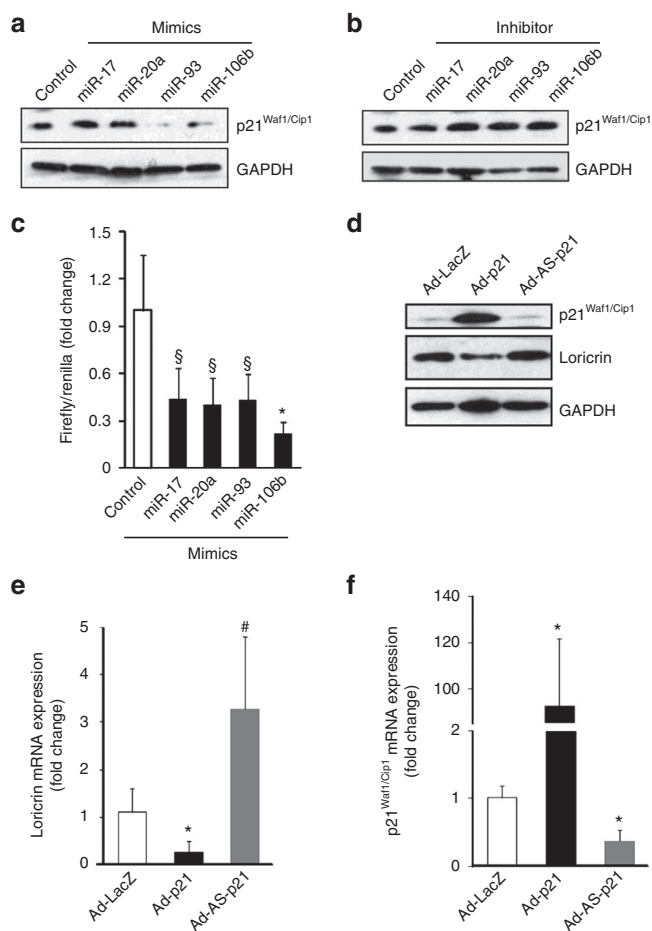 a
Mimics
Control
miR-17
miR-20a
miR-93
miR-106b
p21Waf1/Cip1
GAPDH
b
Inhibitor
Control
miR-17
miR-20a
miR-93
miR-106b
p21Waf1/Cip1
GAPDH
c
Firefly/renilla (fold change)
1.5
1.2
0.9
0.6
0.3
0
§
§
§
*
Control
miR-17
miR-20a
miR-93
miR-106b
Mimics
d
Ad-LacZ
Ad-p21
Ad-AS-p21
p21Waf1/Cip1
Loricrin
GAPDH
e
Loricrin mRNA expression
(fold change)
5
4
3
2
1
0
*
#
Ad-LacZ
Ad-p21
Ad-AS-p21
f
p21Waf1/Cip1 mRNA expression
(fold change)
140
120
100
2
1
0
*
*
Ad-LacZ
Ad-p21
Ad-AS-p21